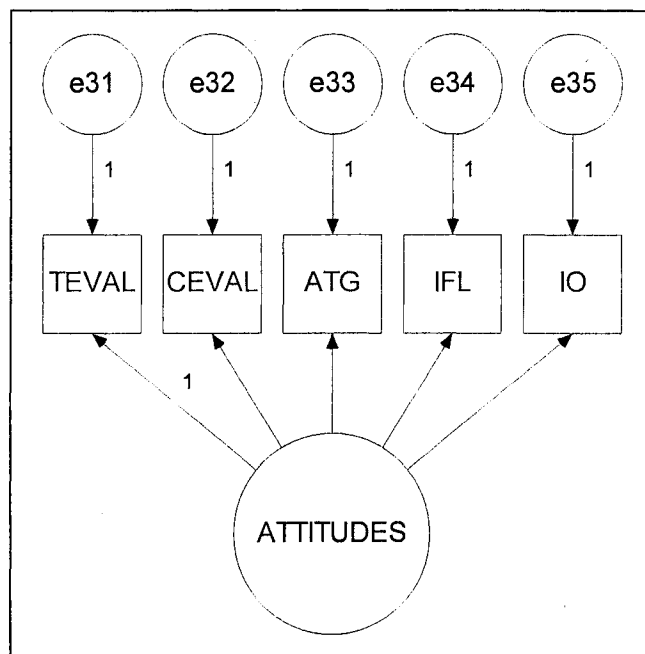 e31 e32 e33 e34 e35
1 1 1 1 1
TEVAL CEVAL ATG IFL IO
1
ATTITUDES